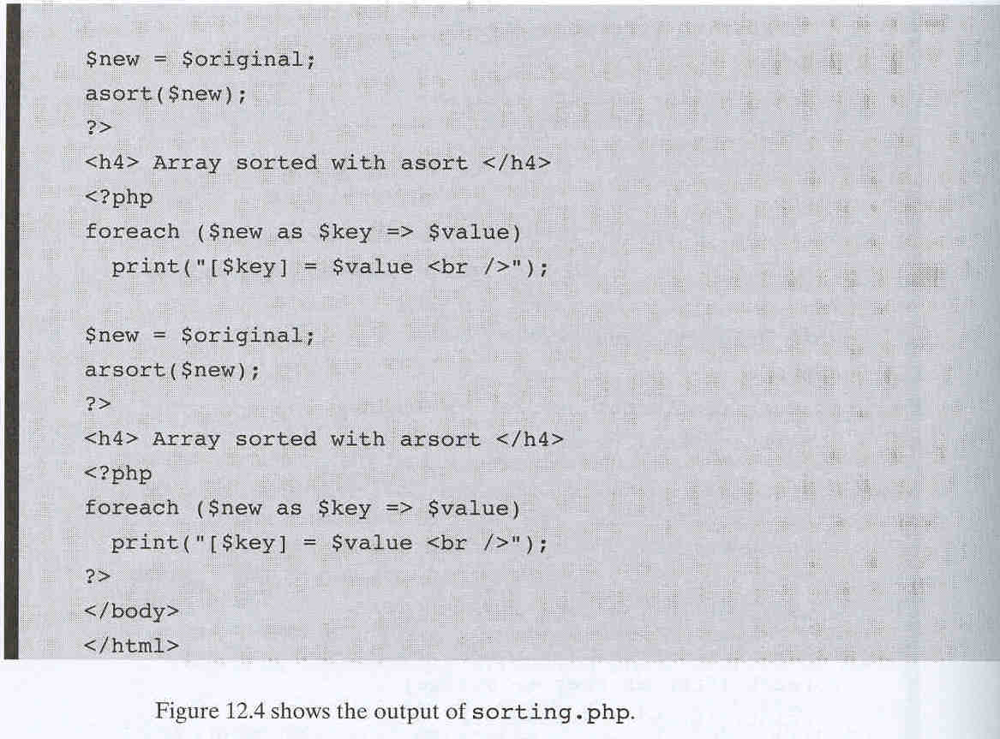 $new = $original;
asort($new);
?>
<h4> Array sorted with asort </h4>
<?php
foreach ($new as $key => $value)
  print("[$key] = $value <br />");

$new = $original;
arsort($new);
?>
<h4> Array sorted with arsort </h4>
<?php
foreach ($new as $key => $value)
  print("[$key] = $value <br />");
?>
</body>
</html>
Figure 12.4 shows the output of sorting.php.